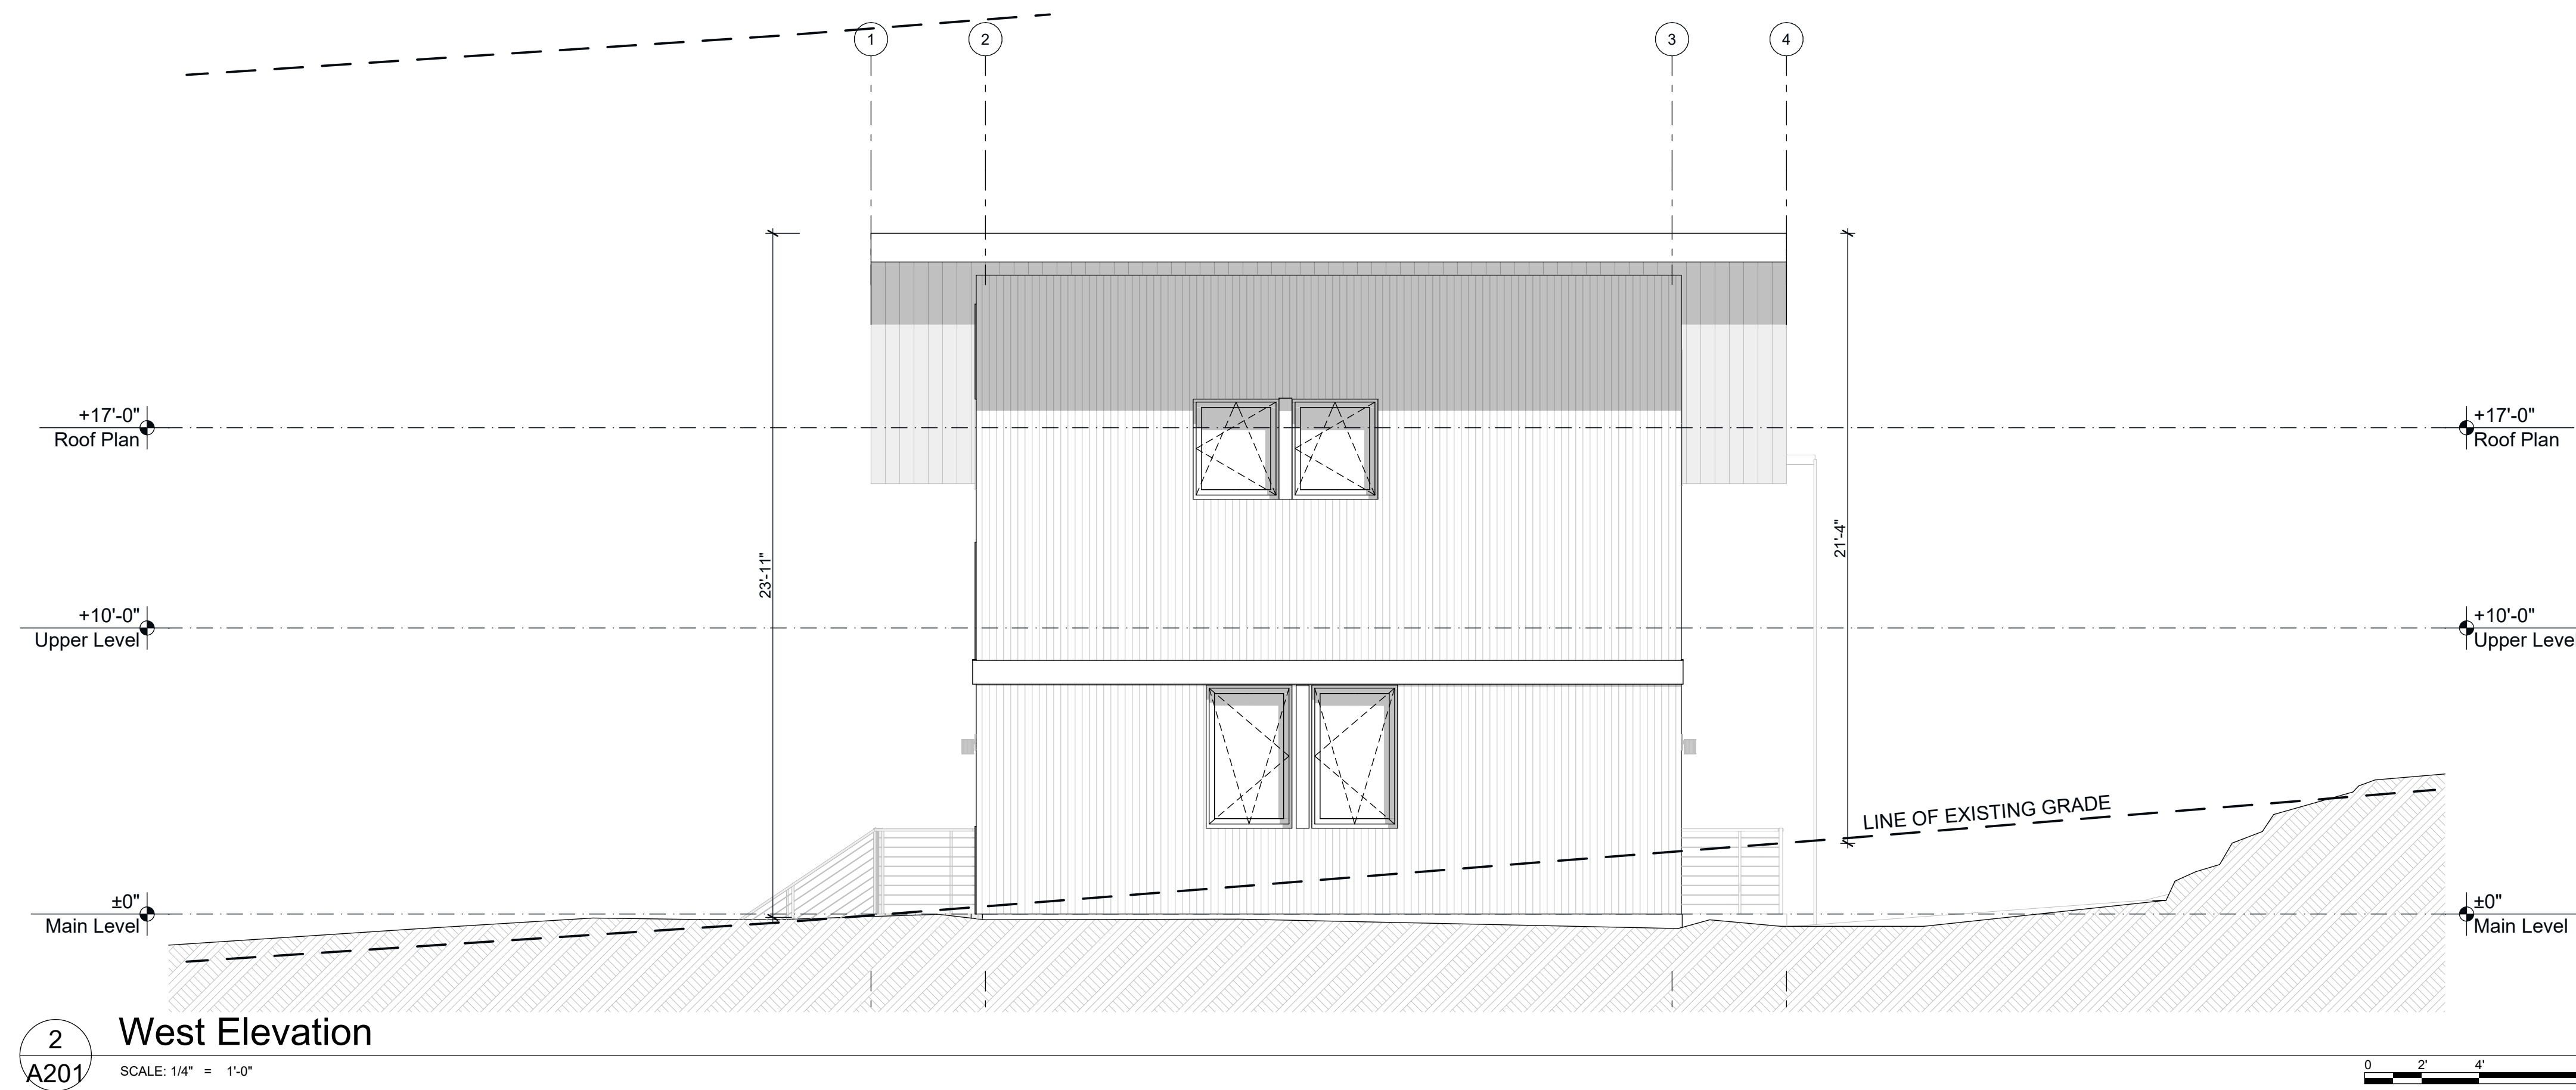 1
2
3
4
+17'-0"
Roof Plan
+17'-0"
Roof Plan
23'-11"
21'-4"
+10'-0"
Upper Level
+10'-0"
Upper Leve
LINE OF EXISTING GRADE
±0"
Main Level
±0"
Main Level
2
A201
West Elevation
SCALE: 1/4" = 1'-0"
0 2' 4'